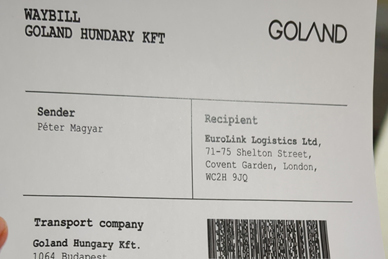 WAYBILL
GOLAND HUNDARY KFT
GOLAND
Sender
Péter Magyar
Recipient
EuroLink Logistics Ltd,
71-75 Shelton Street,
Covent Garden, London,
WC2H 9JQ
Transport company
Goland Hungary Kft.
1064 Budapest